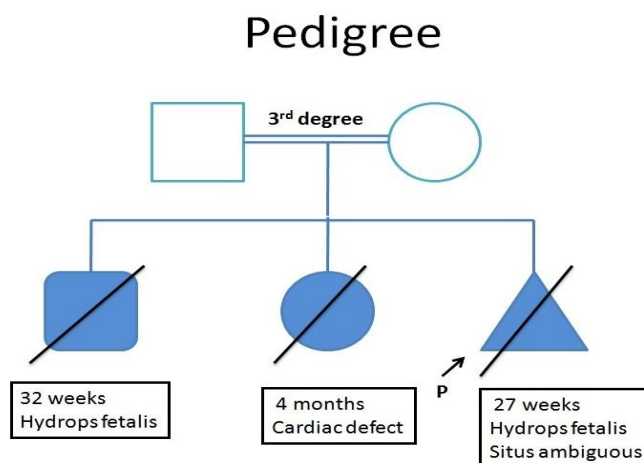 Pedigree
3rd degree
P
32 weeks
Hydrops fetalis
4 months
Cardiac defect
27 weeks
Hydrops fetalis
Situs ambiguous